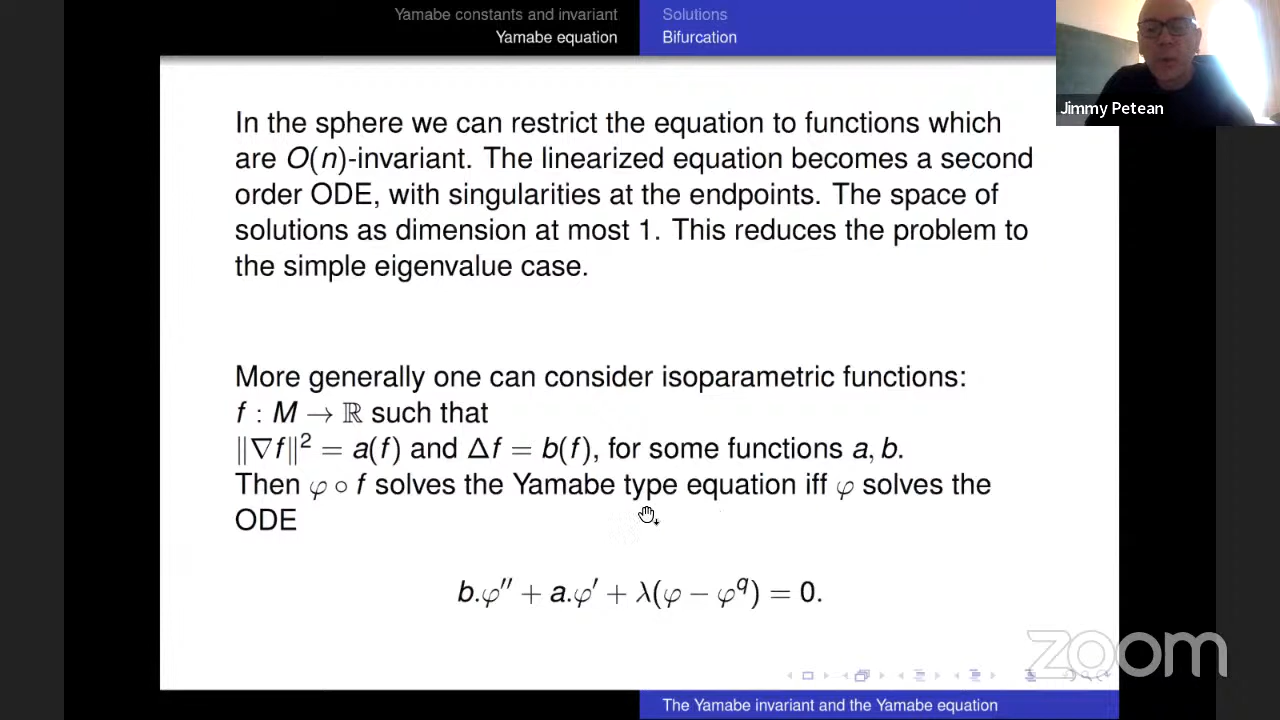 Yamabe constants and invariant
Yamabe equation
Solutions
Bifurcation
Jimmy Petean
In the sphere we can restrict the equation to functions which
are O(n)-invariant. The linearized equation becomes a second
order ODE, with singularities at the endpoints. The space of
solutions as dimension at most 1. This reduces the problem to
the simple eigenvalue case.
More generally one can consider isoparametric functions:
f : M → ℝ such that
‖∇f‖² = a(f) and Δf = b(f), for some functions a, b.
Then φ ∘ f solves the Yamabe type equation iff φ solves the
ODE
b.φ′′ + a.φ′ + λ(φ − φ^q) = 0.
zoom
The Yamabe invariant and the Yamabe equation